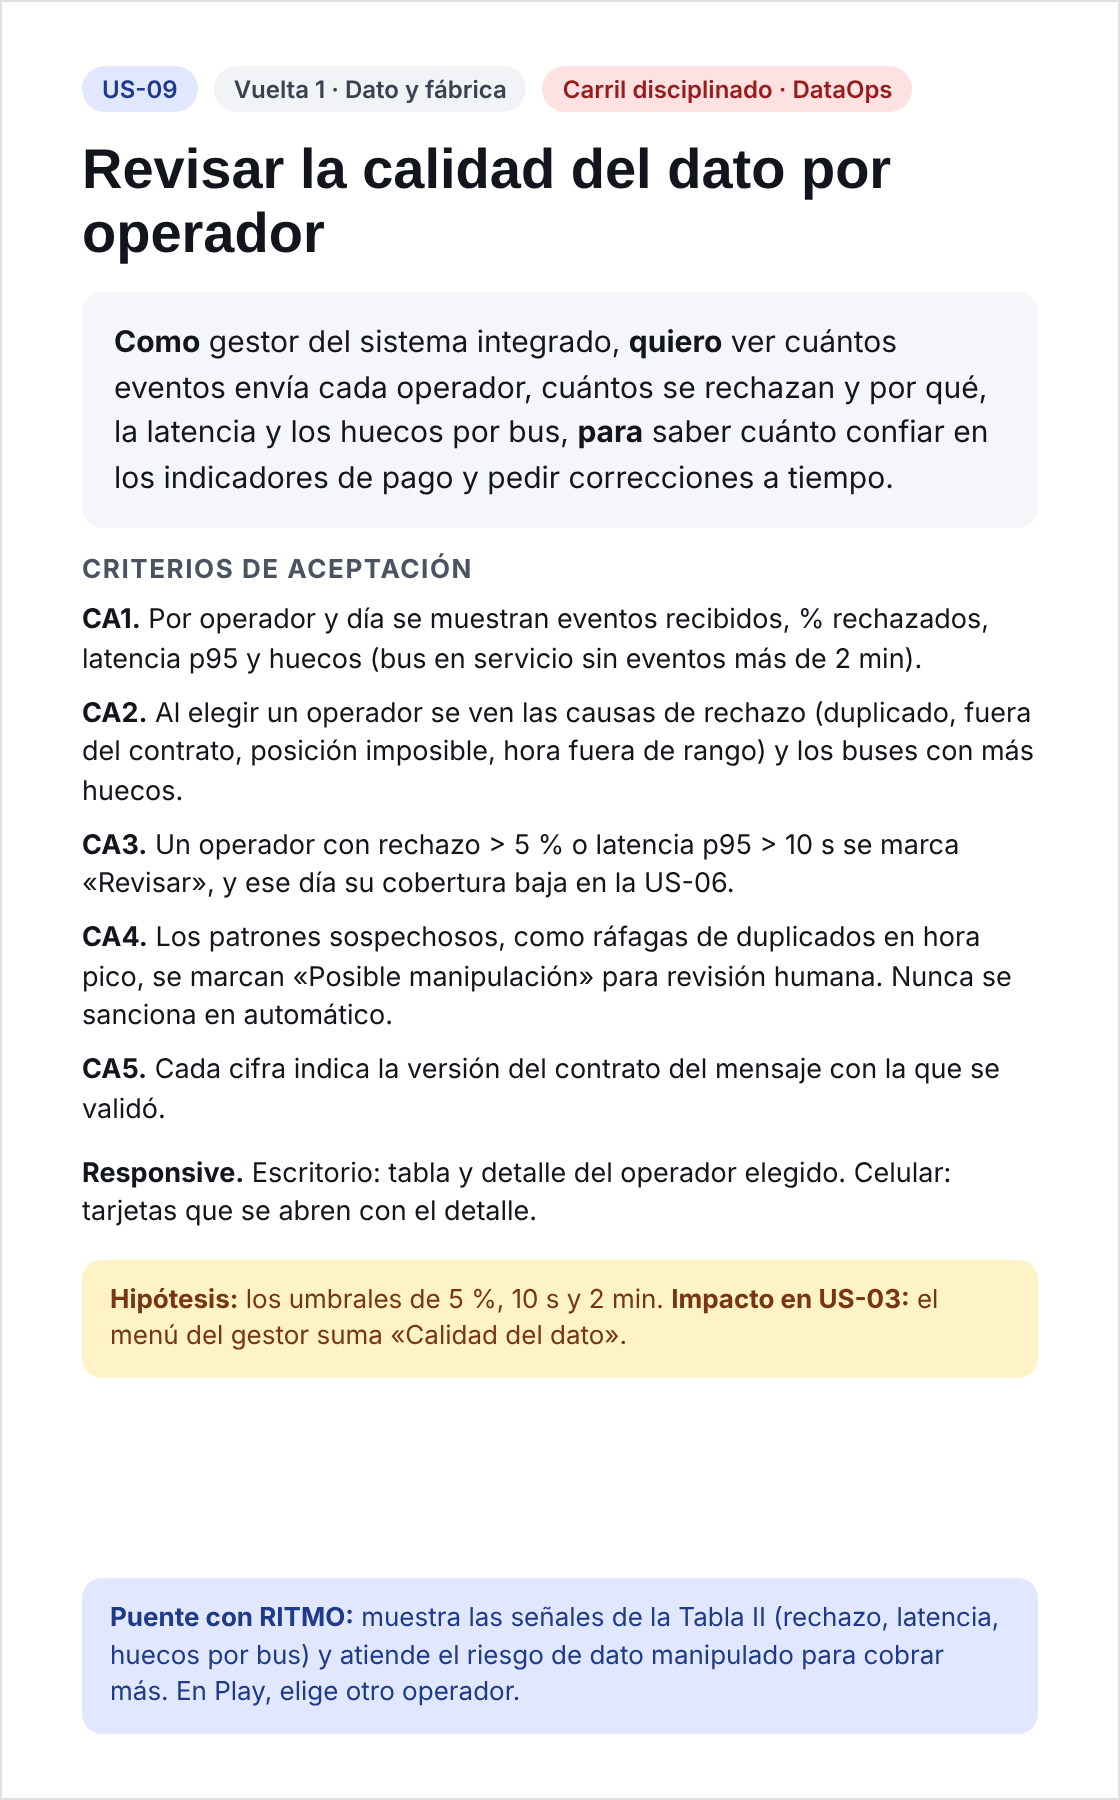 US-09
Vuelta 1 · Dato y fábrica
Carril disciplinado · DataOps
Revisar la calidad del dato por
operador
Como gestor del sistema integrado, quiero ver cuántos
eventos envía cada operador, cuántos se rechazan y por qué,
la latencia y los huecos por bus, para saber cuánto confiar en
los indicadores de pago y pedir correcciones a tiempo.
CRITERIOS DE ACEPTACIÓN
CA1. Por operador y día se muestran eventos recibidos, % rechazados,
latencia p95 y huecos (bus en servicio sin eventos más de 2 min).
CA2. Al elegir un operador se ven las causas de rechazo (duplicado, fuera
del contrato, posición imposible, hora fuera de rango) y los buses con más
huecos.
CA3. Un operador con rechazo > 5 % o latencia p95 > 10 s se marca
«Revisar», y ese día su cobertura baja en la US-06.
CA4. Los patrones sospechosos, como ráfagas de duplicados en hora
pico, se marcan «Posible manipulación» para revisión humana. Nunca se
sanciona en automático.
CA5. Cada cifra indica la versión del contrato del mensaje con la que se
validó.
Responsive. Escritorio: tabla y detalle del operador elegido. Celular:
tarjetas que se abren con el detalle.
Hipótesis: los umbrales de 5 %, 10 s y 2 min. Impacto en US-03: el
menú del gestor suma «Calidad del dato».
Puente con RITMO: muestra las señales de la Tabla II (rechazo, latencia,
huecos por bus) y atiende el riesgo de dato manipulado para cobrar
más. En Play, elige otro operador.